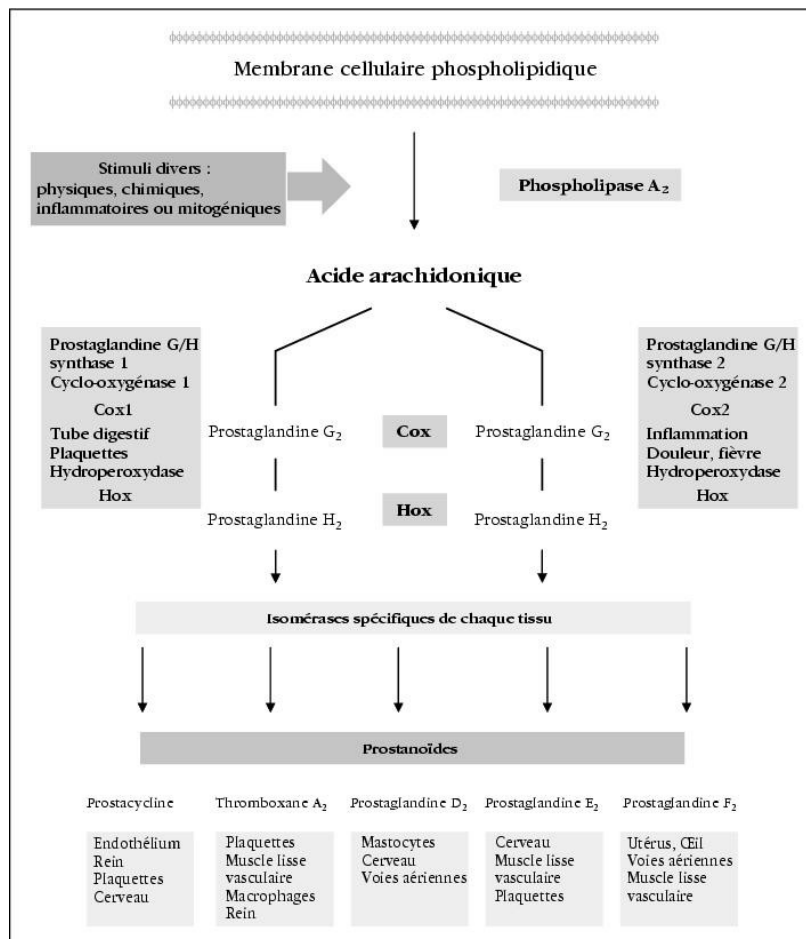 Membrane cellulaire phospholipidique
Stimuli divers :
physiques, chimiques,
inflammatoires ou mitogéniques
Phospholipase A₂
Acide arachidonique
Prostaglandine G/H
synthase 1
Cyclo-oxygénase 1
Cox1
Tube digestif
Plaquettes
Hydroperoxydase
Hox
Prostaglandine G₂
Cox
Prostaglandine G₂
Prostaglandine H₂
Hox
Prostaglandine H₂
Prostaglandine G/H
synthase 2
Cyclo-oxygénase 2
Cox2
Inflammation
Douleur, fièvre
Hydroperoxydase
Hox
Isomérases spécifiques de chaque tissu
Prostanoïdes
Prostacycline
Endothélium
Rein
Plaquettes
Cerveau
Thromboxane A₂
Plaquettes
Muscle lisse
vasculaire
Macrophages
Rein
Prostaglandine D₂
Mastocytes
Cerveau
Voies aériennes
Prostaglandine E₂
Cerveau
Muscle lisse
vasculaire
Plaquettes
Prostaglandine F₂
Utérus, Œil
Voies aériennes
Muscle lisse
vasculaire